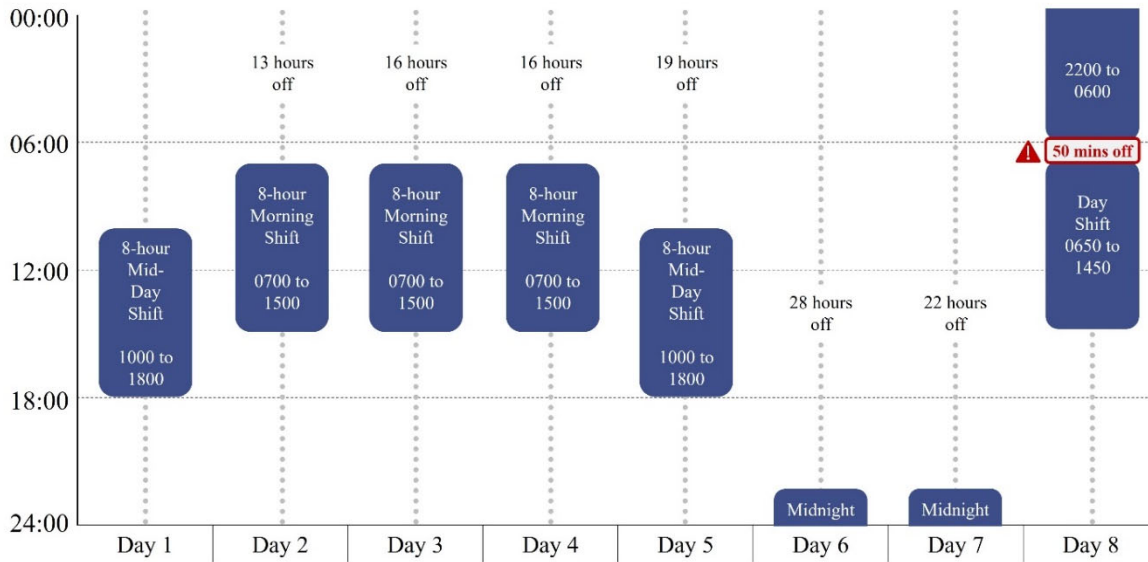 00:00
06:00
12:00
18:00
24:00
8-hour
Mid-
Day
Shift
1000 to
1800
13 hours
off
8-hour
Morning
Shift
0700 to
1500
16 hours
off
8-hour
Morning
Shift
0700 to
1500
16 hours
off
8-hour
Morning
Shift
0700 to
1500
19 hours
off
8-hour
Mid-
Day
Shift
1000 to
1800
28 hours
off
Midnight
22 hours
off
Midnight
2200 to
0600
! 50 mins off
Day
Shift
0650 to
1450
Day 1 Day 2 Day 3 Day 4 Day 5 Day 6 Day 7 Day 8